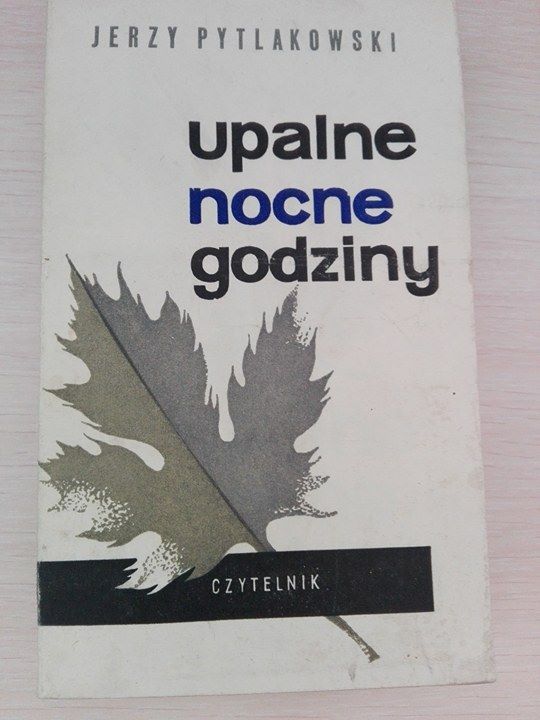 JERZY PYTLAKOWSKI
upalne
nocne
godziny
CZYTELNIK